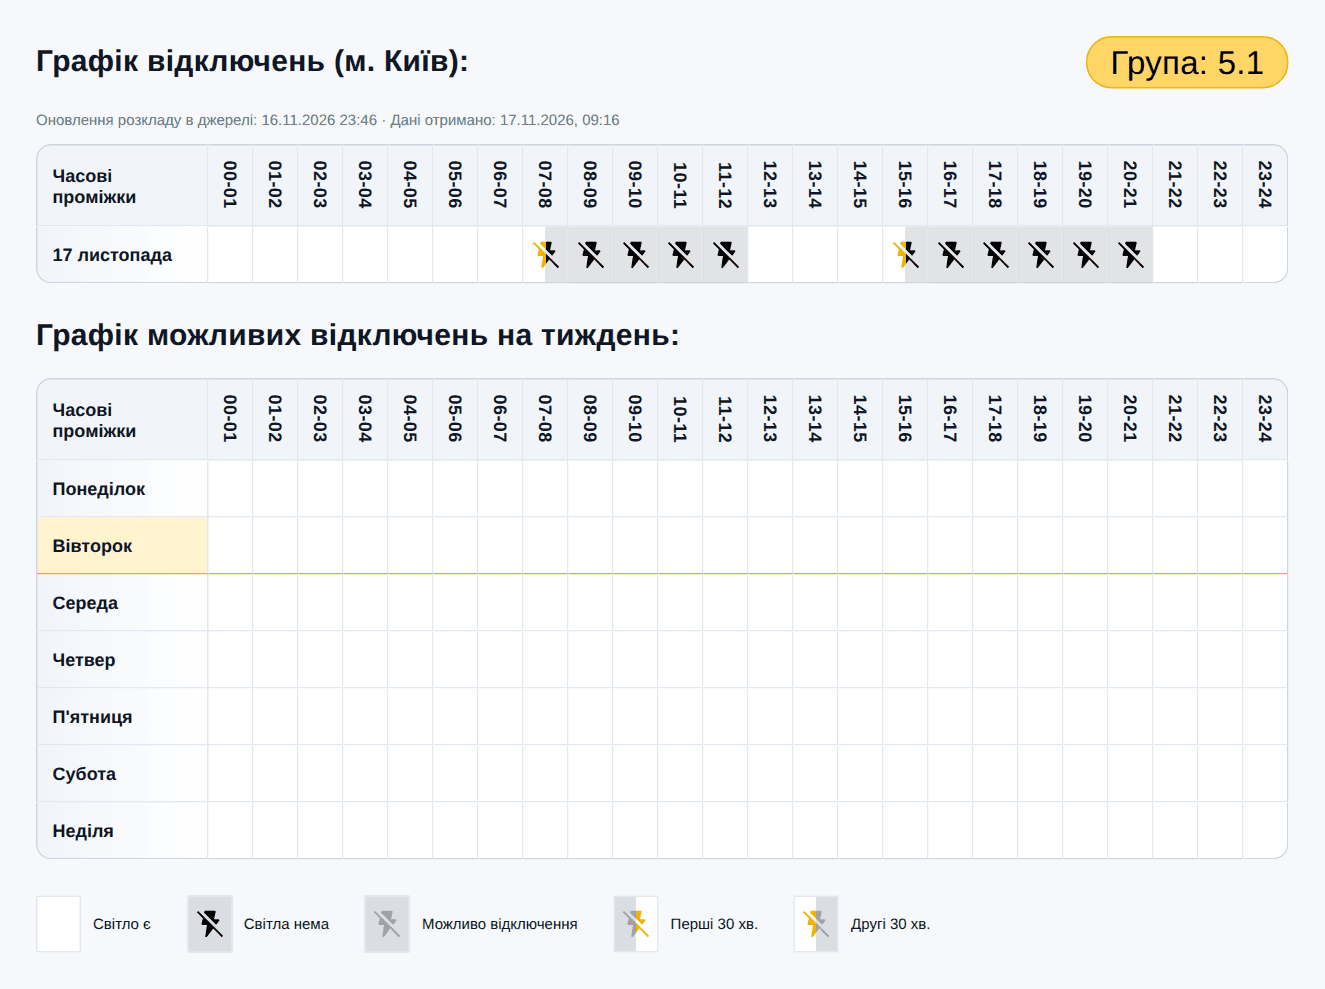 Графік відключень (м. Київ):
Група: 5.1
Оновлення розкладу в джерелі: 16.11.2026 23:46 · Дані отримано: 17.11.2026, 09:16
Часові
проміжки
00-01 01-02 02-03 03-04 04-05 05-06 06-07 07-08 08-09 09-10 10-11 11-12 12-13 13-14 14-15 15-16 16-17 17-18 18-19 19-20 20-21 21-22 22-23 23-24
17 листопада
Графік можливих відключень на тиждень:
Часові
проміжки
00-01 01-02 02-03 03-04 04-05 05-06 06-07 07-08 08-09 09-10 10-11 11-12 12-13 13-14 14-15 15-16 16-17 17-18 18-19 19-20 20-21 21-22 22-23 23-24
Понеділок
Вівторок
Середа
Четвер
П'ятниця
Субота
Неділя
Світло є Світла нема Можливо відключення Перші 30 хв. Другі 30 хв.